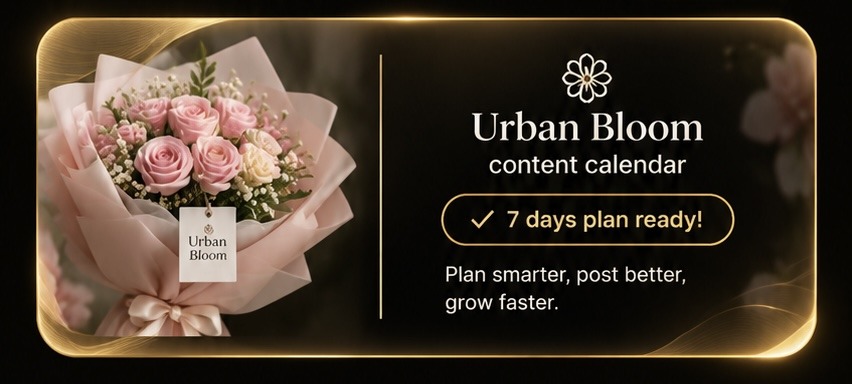 Urban
Bloom
Urban Bloom
content calendar
✓ 7 days plan ready!
Plan smarter, post better,
grow faster.